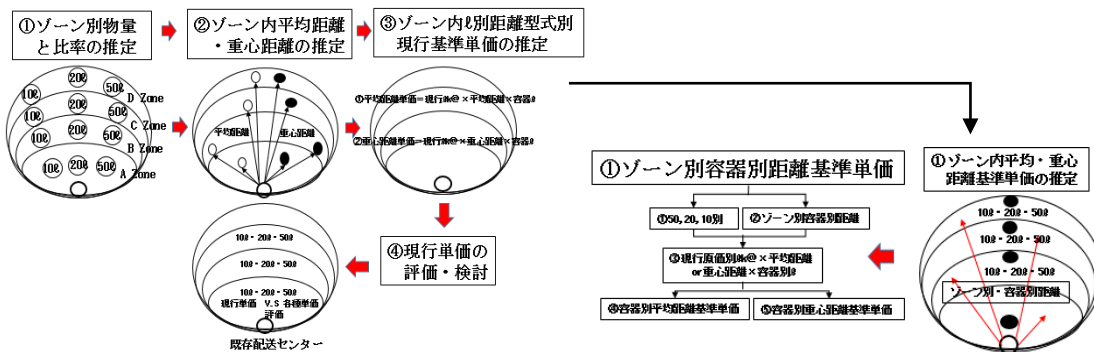 ①ゾーン別物量
と比率の推定
②ゾーン内平均距離
・重心距離の推定
③ゾーン内ℓ別距離型式別
現行基準単価の推定
10ℓ
20ℓ
50ℓ
D Zone
10ℓ
20ℓ
50ℓ
C Zone
10ℓ
20ℓ
50ℓ
B Zone
10ℓ
20ℓ
50ℓ
A Zone
平均距離
重心距離
①平均距離単価=現行ℓk@×平均距離×容器ℓ
②重心距離単価=現行ℓk@×重心距離×容器ℓ
④現行単価の
評価・検討
10ℓ・20ℓ・50ℓ
10ℓ・20ℓ・50ℓ
10ℓ・20ℓ・50ℓ
現行単価 V.S 各種単価
評価
既存配送センター
①ゾーン別容器別距離基準単価
①50,20,10別
②ゾーン別容器別距離
③現行原価別ℓk@×平均距離
or重心距離×容器別ℓ
④容器別平均距離基準単価
⑤容器別重心距離基準単価
①ゾーン内平均・重心
距離基準単価の推定
10ℓ・20ℓ・50ℓ
10ℓ・20ℓ・50ℓ
10ℓ・20ℓ・50ℓ
ゾーン別・容器別距離